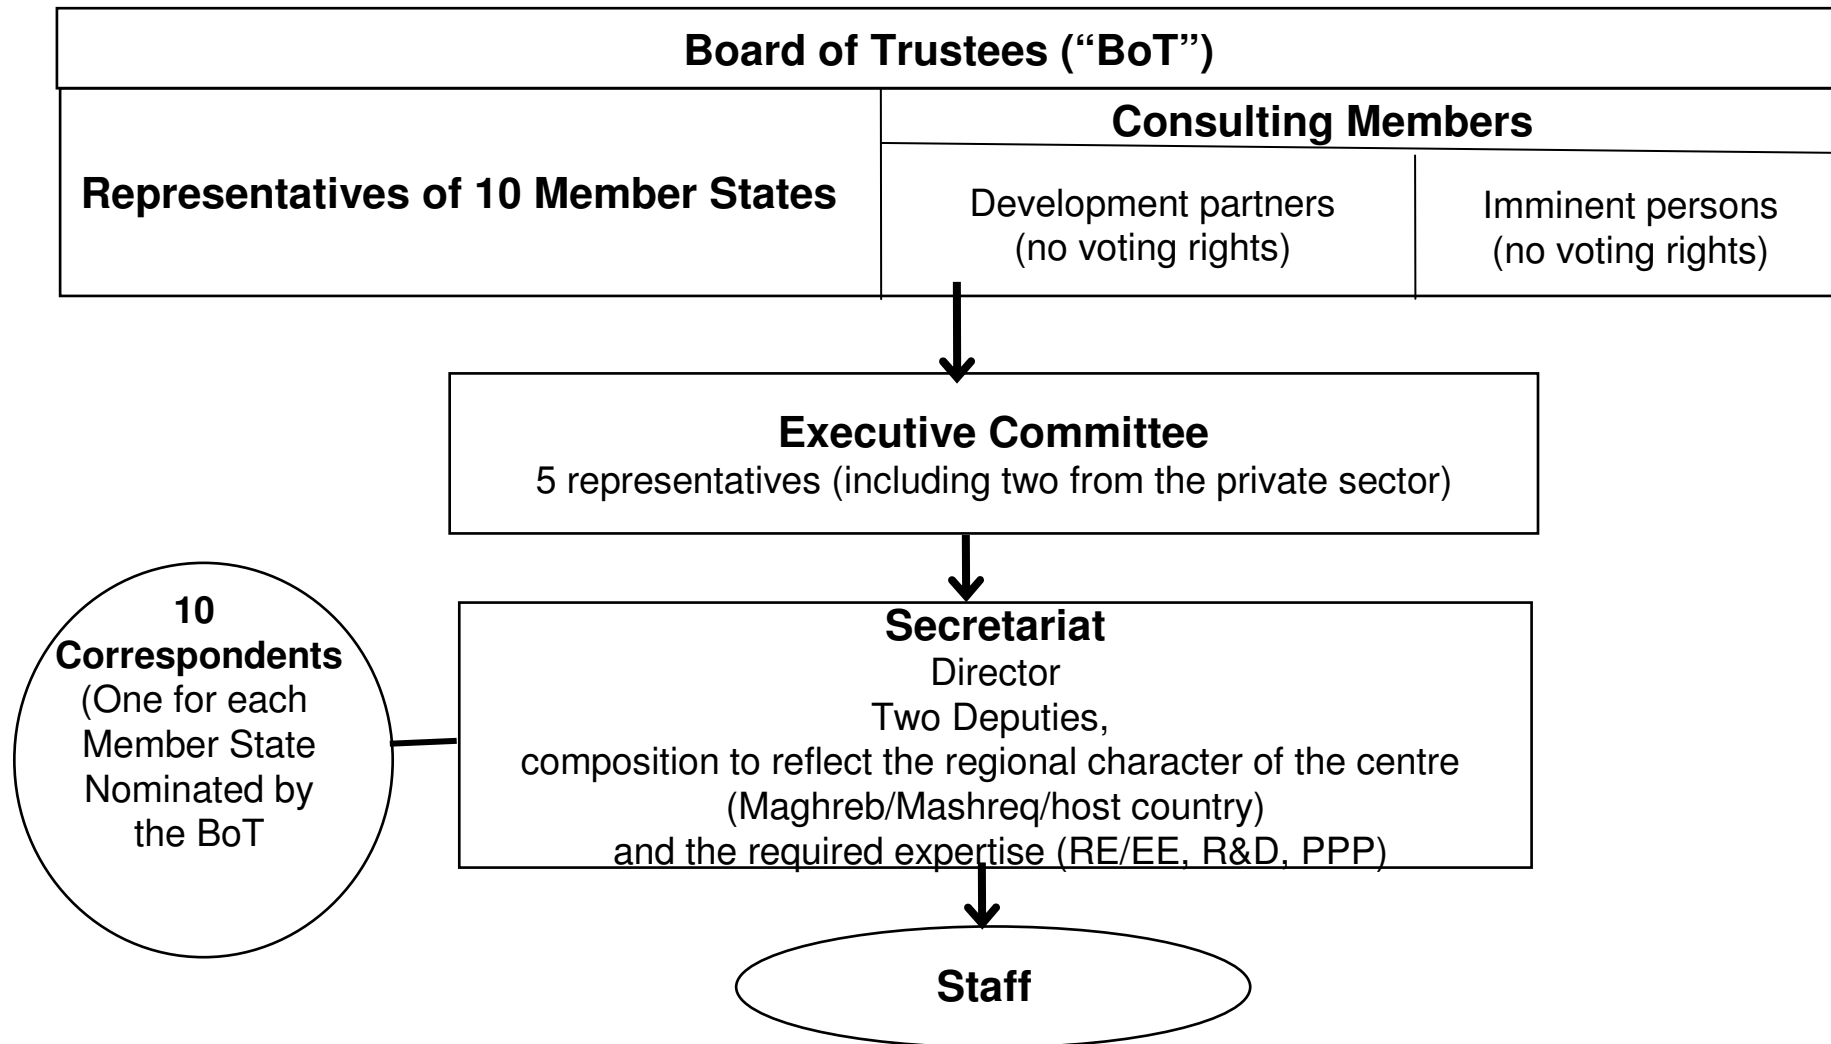 Board of Trustees (“BoT”)
Representatives of 10 Member States
Consulting Members
Development partners
(no voting rights)
Imminent persons
(no voting rights)
Executive Committee
5 representatives (including two from the private sector)
10
Correspondents
(One for each
Member State
Nominated by
the BoT
Secretariat
Director
Two Deputies,
composition to reflect the regional character of the centre
(Maghreb/Mashreq/host country)
and the required expertise (RE/EE, R&D, PPP)
Staff